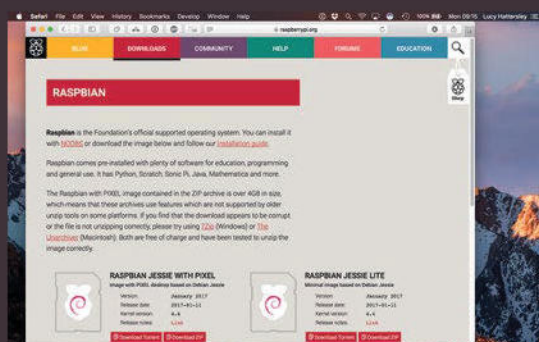 Safari File Edit View History Bookmarks Develop Window Help 100% Mon 09:15 Lucy Hattersley
raspberrypi.org
BLOG DOWNLOADS COMMUNITY HELP FORUMS EDUCATION
Shop
RASPBIAN
Raspbian is the Foundation's official supported operating system. You can install it
with NOOBS or download the image below and follow our installation guide.
Raspbian comes pre-installed with plenty of software for education, programming
and general use. It has Python, Scratch, Sonic Pi, Java, Mathematica and more.
The Raspbian with PIXEL image contained in the ZIP archive is over 4GB in size,
which means that these archives use features which are not supported by older
unzip tools on some platforms. If you find that the download appears to be corrupt
or the file is not unzipping correctly, please try using 7Zip (Windows) or The
Unarchiver (Macintosh). Both are free of charge and have been tested to unzip the
image correctly.
RASPBIAN JESSIE WITH PIXEL
Image with PIXEL desktop based on Debian Jessie
Version: January 2017
Release date: 2017-01-11
Kernel version: 4.4
Release notes: Link
Download Torrent Download ZIP
RASPBIAN JESSIE LITE
Minimal image based on Debian Jessie
Version: January 2017
Release date: 2017-01-11
Kernel version: 4.4
Release notes: Link
Download Torrent Download ZIP